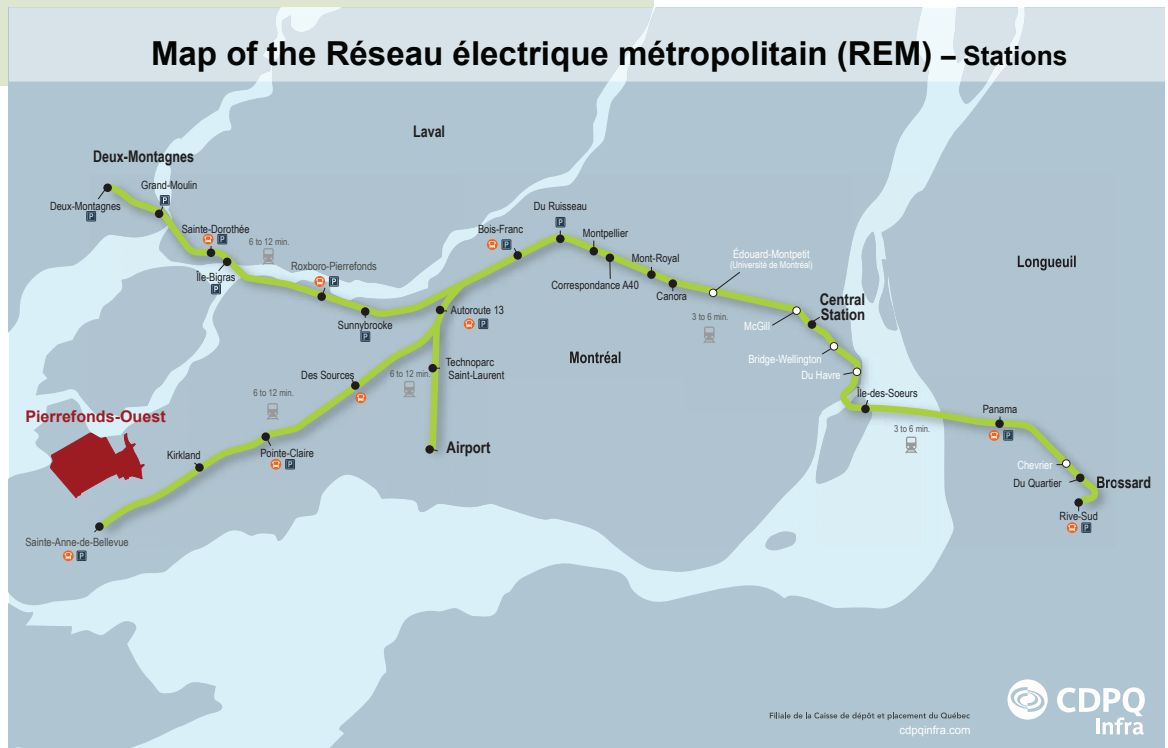 Map of the Réseau électrique métropolitain (REM) – Stations
Laval
Deux-Montagnes
Grand-Moulin
P
Deux-Montagnes
P
Sainte-Dorothée
P
Île-Bigras
P
6 to 12 min.
Roxboro-Pierrefonds
P
Sunnybrooke
P
Bois-Franc
P
Du Ruisseau
P
Montpellier
Correspondance A40
Mont-Royal
Canora
Édouard-Montpetit
(Université de Montréal)
3 to 6 min.
McGill
Central
Station
Bridge-Wellington
Du Havre
Île-des-Soeurs
Longueuil
Montréal
Autoroute 13
P
Technoparc
Saint-Laurent
Airport
6 to 12 min.
Des Sources
6 to 12 min.
Pointe-Claire
P
Kirkland
Pierrefonds-Ouest
Sainte-Anne-de-Bellevue
P
3 to 6 min.
Panama
P
Chevrier
Du Quartier
Brossard
Rive-Sud
P
Filiale de la Caisse de dépôt et placement du Québec
cdpqinfra.com
CDPQ
Infra